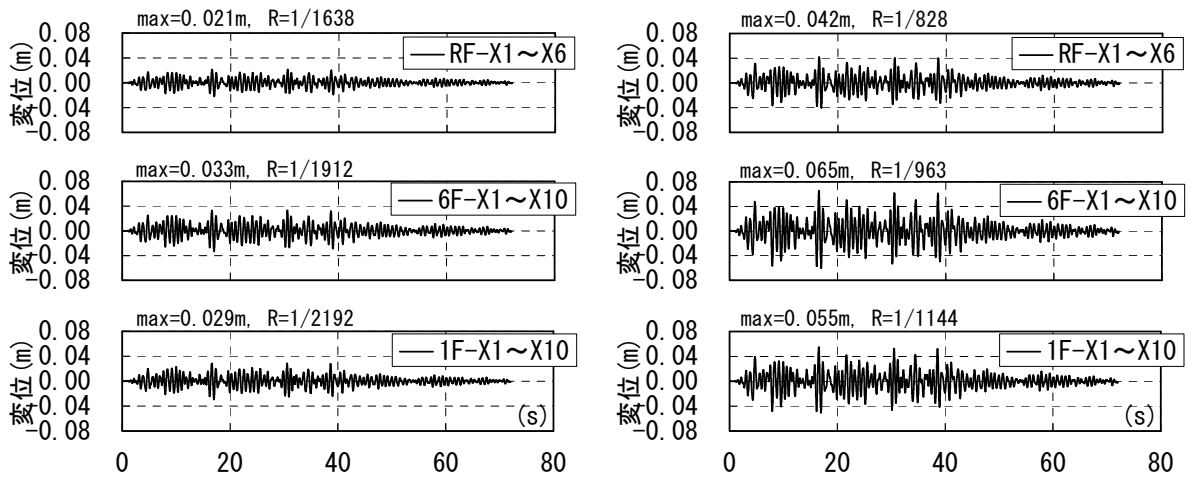 max=0.021m, R=1/1638
0.08
0.04
0.00
-0.04
-0.08
変位(m)
RF-X1～X6
max=0.033m, R=1/1912
0.08
0.04
0.00
-0.04
-0.08
変位(m)
6F-X1～X10
max=0.029m, R=1/2192
0.08
0.04
0.00
-0.04
-0.08
変位(m)
1F-X1～X10
(s)
0 20 40 60 80
max=0.042m, R=1/828
0.08
0.04
0.00
-0.04
-0.08
変位(m)
RF-X1～X6
max=0.065m, R=1/963
0.08
0.04
0.00
-0.04
-0.08
変位(m)
6F-X1～X10
max=0.055m, R=1/1144
0.08
0.04
0.00
-0.04
-0.08
変位(m)
1F-X1～X10
(s)
0 20 40 60 80